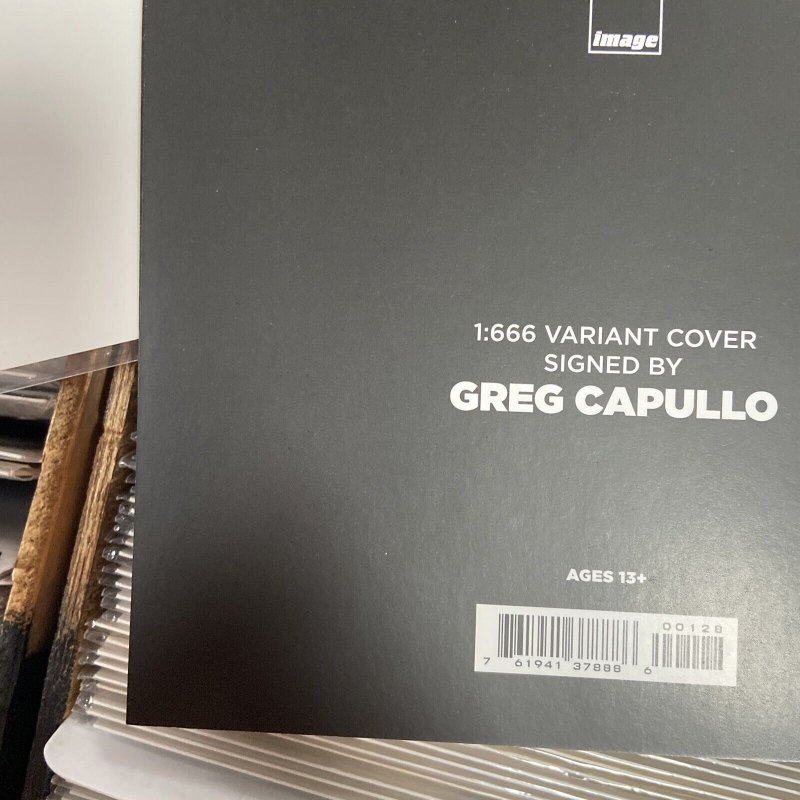 image
1:666 VARIANT COVER
SIGNED BY
GREG CAPULLO
AGES 13+
00128
7 61941 37888 6